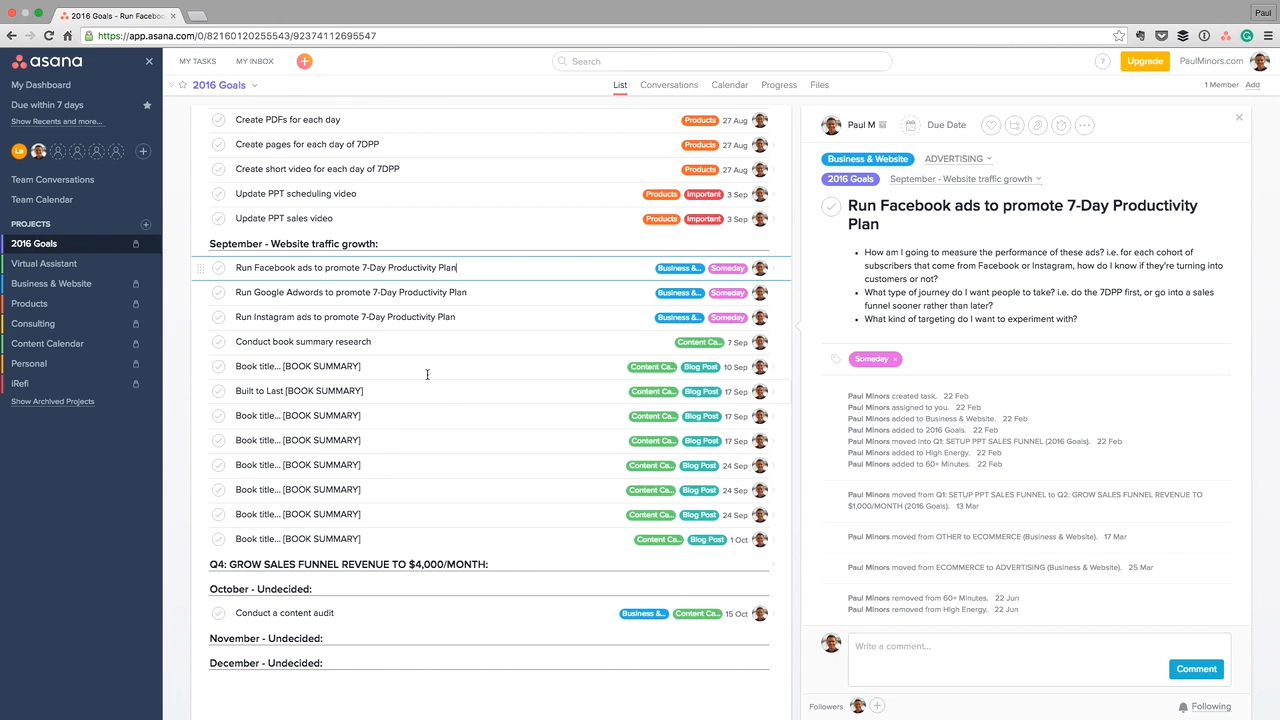 2016 Goals - Run Faceboo
Paul
https://app.asana.com/0/82160120255543/92374112695547
asana
MY TASKS
MY INBOX
Search
?
Upgrade
PaulMinors.com
My Dashboard
Due within 7 days
Show Recents and more...
La
Team Conversations
Team Calendar
PROJECTS
2016 Goals
Virtual Assistant
Business & Website
Products
Consulting
Content Calendar
Personal
iRefi
Show Archived Projects
2016 Goals
List Conversations Calendar Progress Files
1 Member Add
Create PDFs for each day Products 27 Aug
Create pages for each day of 7DPP Products 27 Aug
Create short video for each day of 7DPP Products 27 Aug
Update PPT scheduling video Products Important 3 Sep
Update PPT sales video Products Important 3 Sep
September - Website traffic growth:
Run Facebook ads to promote 7-Day Productivity Plan Business &... Someday
Run Google Adwords to promote 7-Day Productivity Plan Business &... Someday
Run Instagram ads to promote 7-Day Productivity Plan Business &... Someday
Conduct book summary research Content Ca... 7 Sep
Book title... [BOOK SUMMARY] Content Ca... Blog Post 10 Sep
Built to Last [BOOK SUMMARY] Content Ca... Blog Post 17 Sep
Book title... [BOOK SUMMARY] Content Ca... Blog Post 17 Sep
Book title... [BOOK SUMMARY] Content Ca... Blog Post 17 Sep
Book title... [BOOK SUMMARY] Content Ca... Blog Post 24 Sep
Book title... [BOOK SUMMARY] Content Ca... Blog Post 24 Sep
Book title... [BOOK SUMMARY] Content Ca... Blog Post 24 Sep
Book title... [BOOK SUMMARY] Content Ca... Blog Post 1 Oct
Q4: GROW SALES FUNNEL REVENUE TO $4,000/MONTH:
October - Undecided:
Conduct a content audit Business &... Content Ca... 15 Oct
November - Undecided:
December - Undecided:
Paul M Due Date
Business & Website ADVERTISING
2016 Goals September - Website traffic growth
Run Facebook ads to promote 7-Day Productivity
Plan
How am I going to measure the performance of these ads? i.e. for each cohort of
subscribers that come from Facebook or Instagram, how do I know if they're turning into
customers or not?
What type of journey do I want people to take? i.e. do the 7DPP first, or go into a sales
funnel sooner rather than later?
What kind of targeting do I want to experiment with?
Someday ×
Paul Minors created task. 22 Feb
Paul Minors assigned to you. 22 Feb
Paul Minors added to Business & Website. 22 Feb
Paul Minors added to 2016 Goals. 22 Feb
Paul Minors moved into Q1: SETUP PPT SALES FUNNEL (2016 Goals). 22 Feb
Paul Minors added to High Energy. 22 Feb
Paul Minors added to 60+ Minutes. 22 Feb
Paul Minors moved from Q1: SETUP PPT SALES FUNNEL to Q2: GROW SALES FUNNEL REVENUE TO
$1,000/MONTH (2016 Goals). 13 Mar
Paul Minors moved from OTHER to ECOMMERCE (Business & Website). 17 Mar
Paul Minors moved from ECOMMERCE to ADVERTISING (Business & Website). 25 Mar
Paul Minors removed from 60+ Minutes. 22 Jun
Paul Minors removed from High Energy. 22 Jun
Write a comment...
Comment
Followers
Following